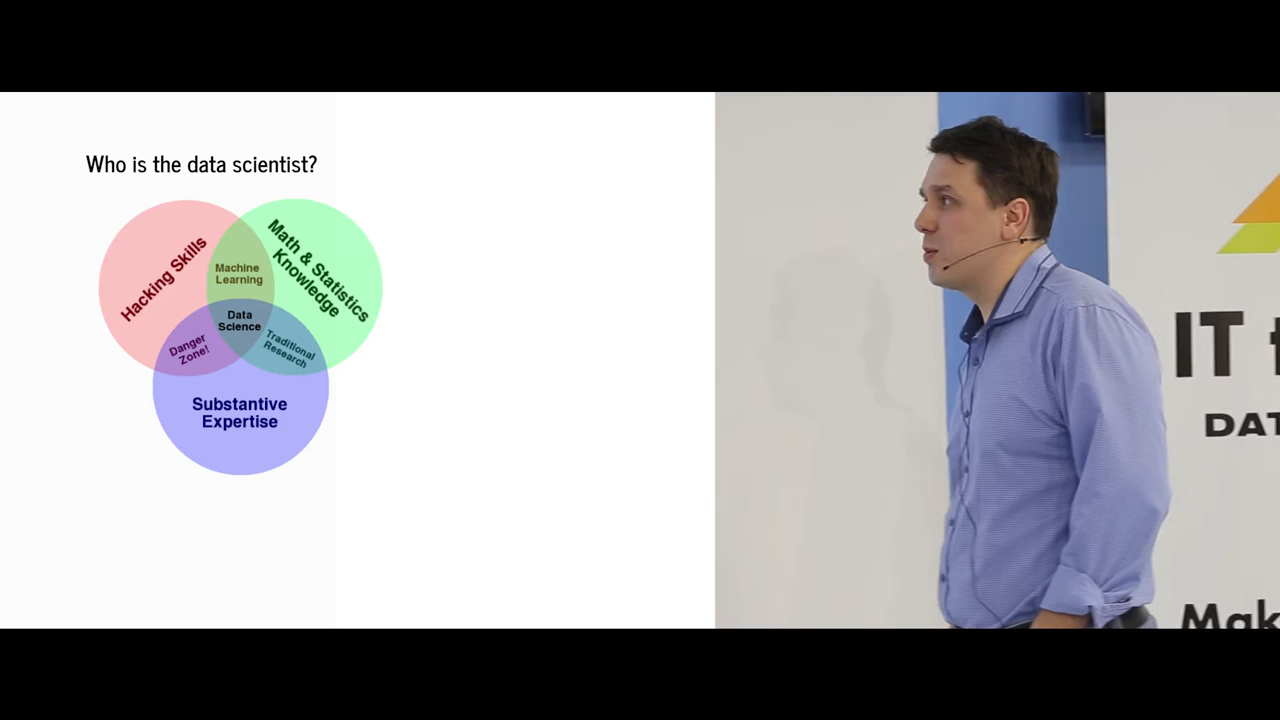 Who is the data scientist?
Hacking Skills
Math & Statistics
Knowledge
Machine
Learning
Data
Science
Danger
Zone!
Traditional
Research
Substantive
Expertise
IT
DAT
Mak